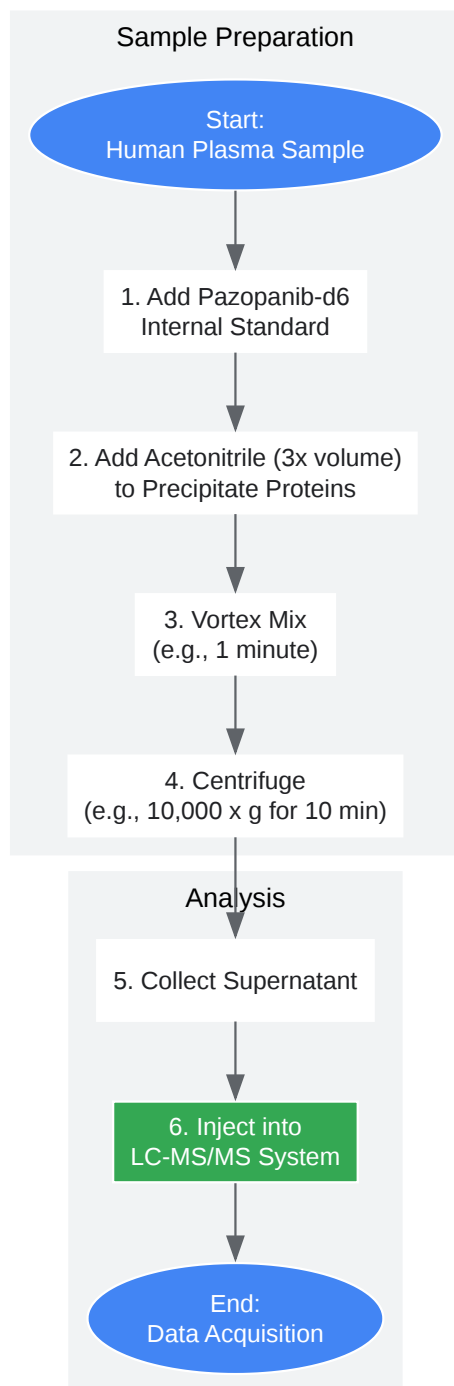 Sample Preparation
Start:
Human Plasma Sample
1. Add Pazopanib-d6
Internal Standard
2. Add Acetonitrile (3x volume)
to Precipitate Proteins
3. Vortex Mix
(e.g., 1 minute)
4. Centrifuge
(e.g., 10,000 x g for 10 min)
Analysis
5. Collect Supernatant
6. Inject into
LC-MS/MS System
End:
Data Acquisition